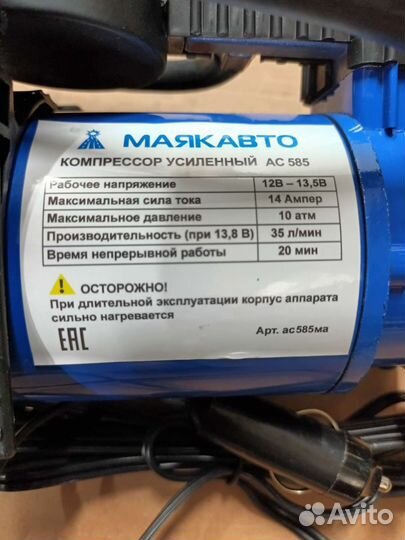 МАЯКАВТО
КОМПРЕССОР УСИЛЕННЫЙ АС 585
Рабочее напряжение 12В – 13,5В
Максимальная сила тока 14 Ампер
Максимальное давление 10 атм
Производительность (при 13,8 В) 35 л/мин
Время непрерывной работы 20 мин
ОСТОРОЖНО!
При длительной эксплуатации корпус аппарата
сильно нагревается
ЕАС
Арт. ас585ма
Avito